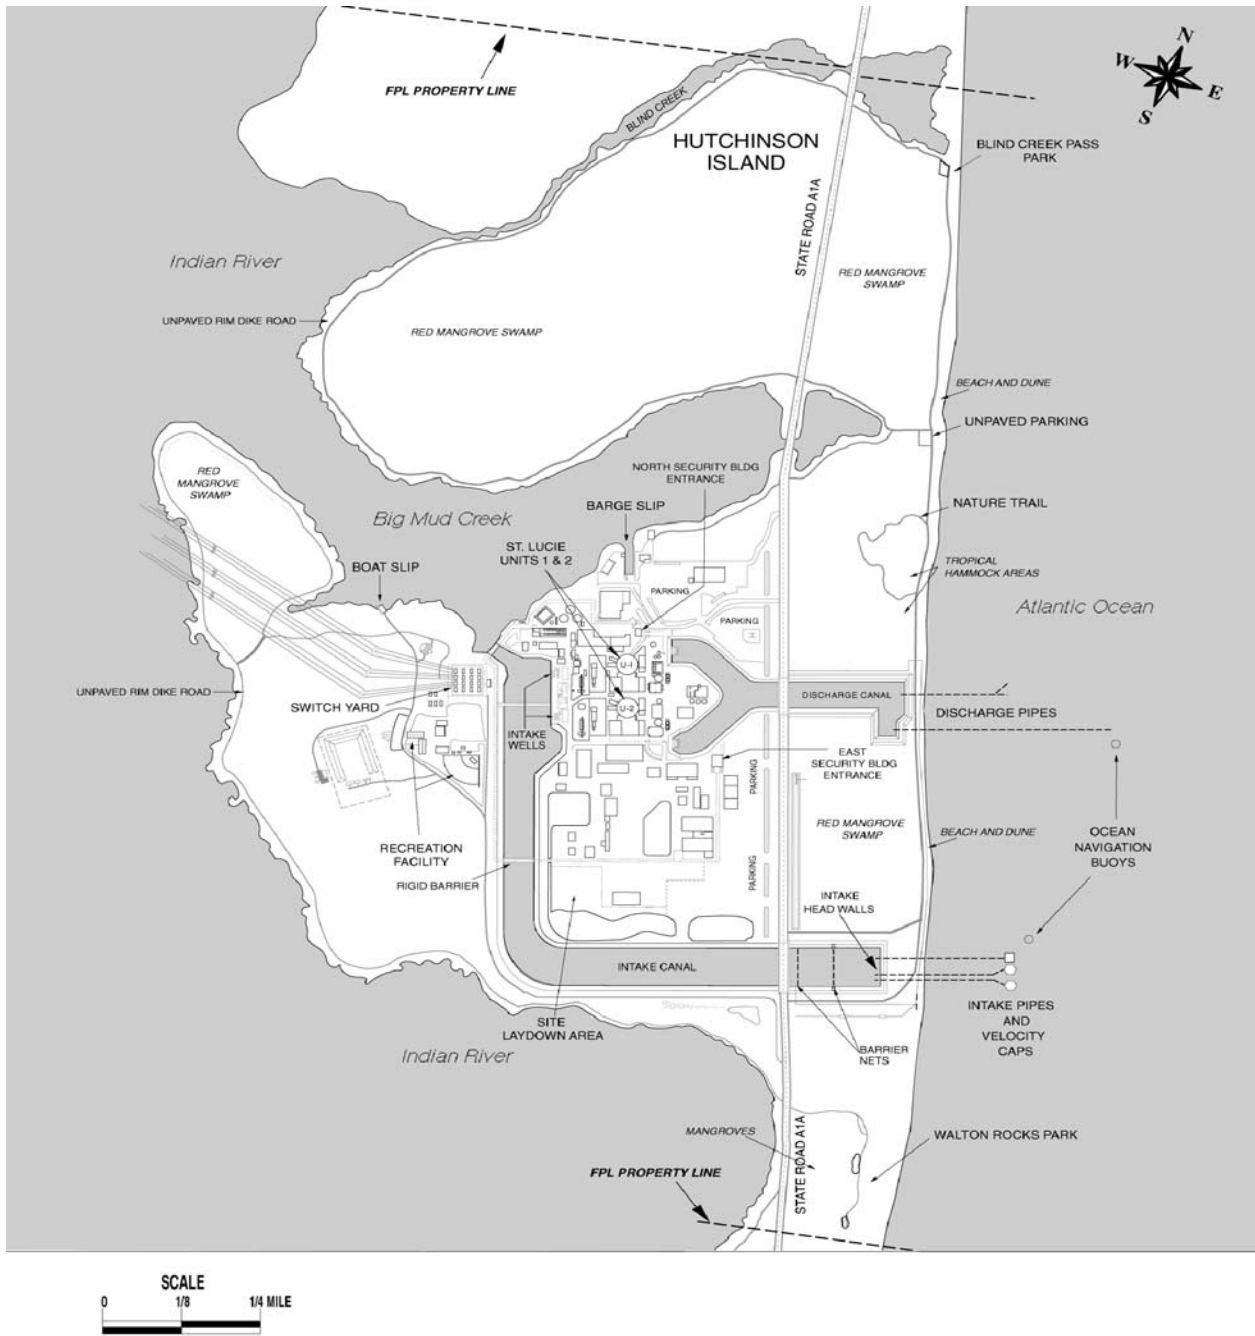 N
W
E
S
FPL PROPERTY LINE
BLIND CREEK
HUTCHINSON
ISLAND
BLIND CREEK PASS
PARK
STATE ROAD A1A
Indian River
RED MANGROVE
SWAMP
UNPAVED RIM DIKE ROAD
RED MANGROVE SWAMP
BEACH AND DUNE
UNPAVED PARKING
RED
MANGROVE
SWAMP
NORTH SECURITY BLDG
ENTRANCE
Big Mud Creek
BARGE SLIP
NATURE TRAIL
ST. LUCIE
UNITS 1 & 2
BOAT SLIP
TROPICAL
HAMMOCK AREAS
PARKING
Atlantic Ocean
PARKING
U-1
UNPAVED RIM DIKE ROAD
SWITCH YARD
U-2
DISCHARGE CANAL
DISCHARGE PIPES
INTAKE
WELLS
EAST
SECURITY BLDG
ENTRANCE
PARKING
RED MANGROVE
SWAMP
BEACH AND DUNE
OCEAN
NAVIGATION
BUOYS
RECREATION
FACILITY
RIGID BARRIER
PARKING
INTAKE
HEAD WALLS
INTAKE CANAL
SITE
LAYDOWN AREA
INTAKE PIPES
AND
VELOCITY
CAPS
Indian River
BARRIER
NETS
MANGROVES
WALTON ROCKS PARK
STATE ROAD A1A
FPL PROPERTY LINE
SCALE
0 1/8 1/4 MILE